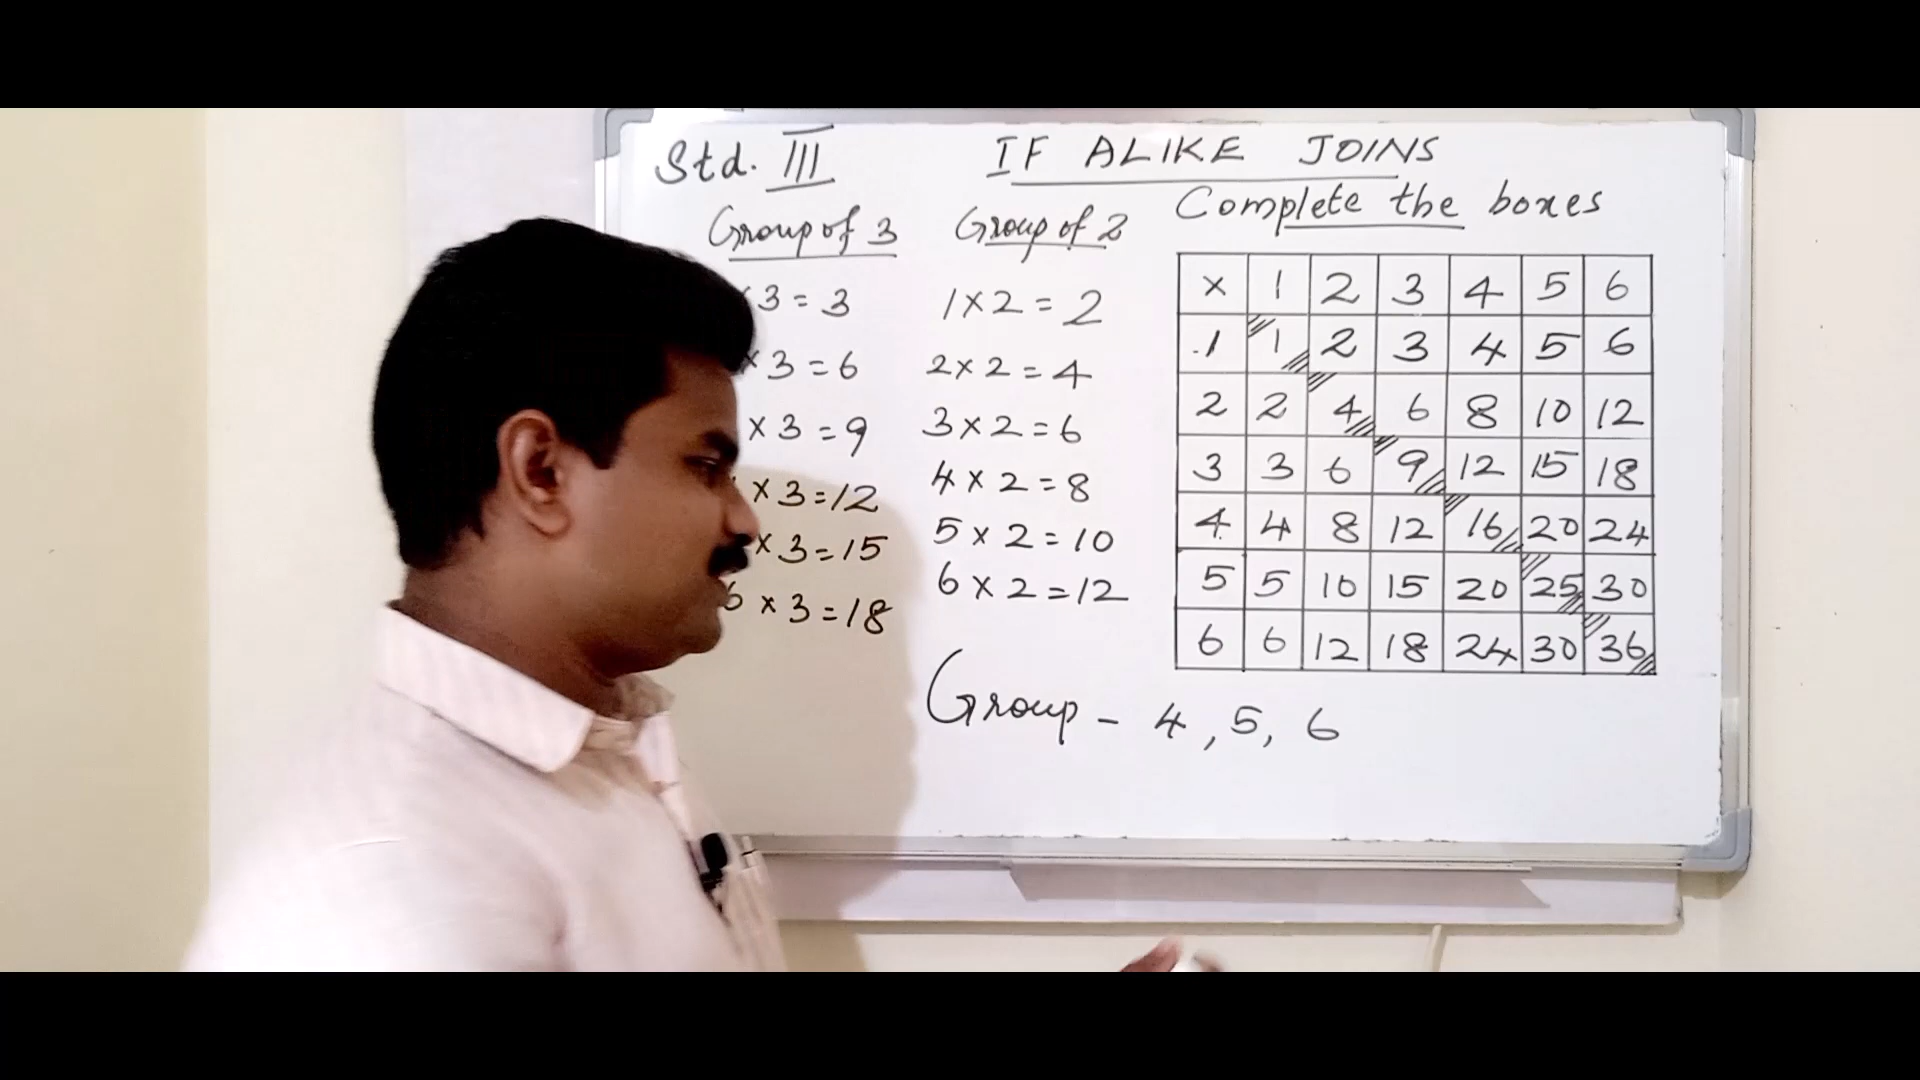 Std. III
IF ALIKE JOINS
Group of 3
× 3 = 3
× 3 = 6
× 3 = 9
× 3 = 12
× 3 = 15
6 × 3 = 18
Group of 2
1 × 2 = 2
2 × 2 = 4
3 × 2 = 6
4 × 2 = 8
5 × 2 = 10
6 × 2 = 12
Complete the boxes
× 1 2 3 4 5 6
1 1 2 3 4 5 6
2 2 4 6 8 10 12
3 3 6 9 12 15 18
4 4 8 12 16 20 24
5 5 10 15 20 25 30
6 6 12 18 24 30 36
Group - 4, 5, 6